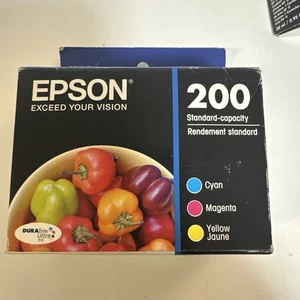 EPSON
EXCEED YOUR VISION
200
Standard-capacity
Rendement standard
Cyan
Magenta
Yellow
Jaune
DURABrite
Ultra